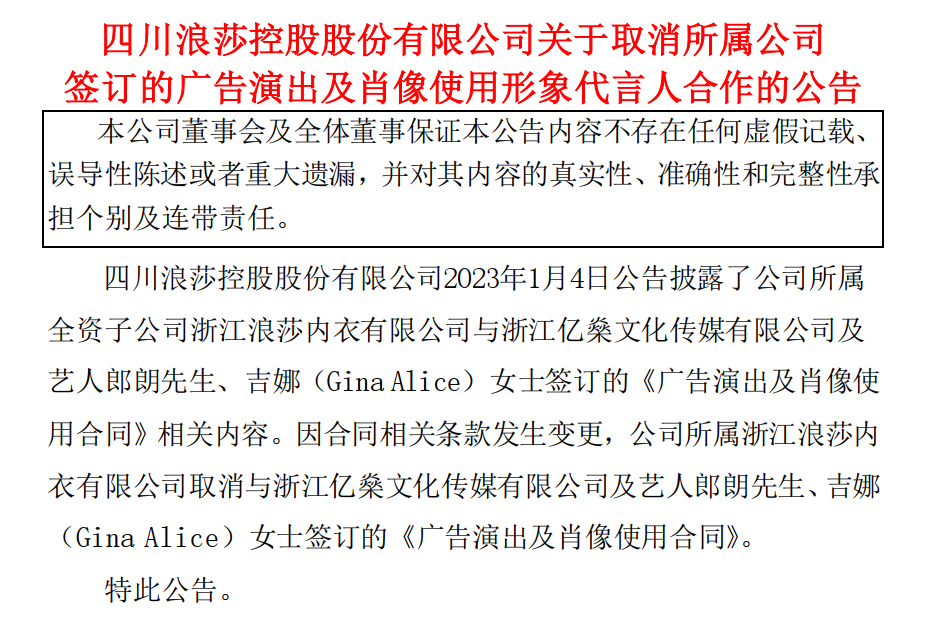 四川浪莎控股股份有限公司关于取消所属公司
签订的广告演出及肖像使用形象代言人合作的公告
本公司董事会及全体董事保证本公告内容不存在任何虚假记载、
误导性陈述或者重大遗漏，并对其内容的真实性、准确性和完整性承
担个别及连带责任。
四川浪莎控股股份有限公司2023年1月4日公告披露了公司所属
全资子公司浙江浪莎内衣有限公司与浙江亿燊文化传媒有限公司及
艺人郎朗先生、吉娜（Gina Alice）女士签订的《广告演出及肖像使
用合同》相关内容。因合同相关条款发生变更，公司所属浙江浪莎内
衣有限公司取消与浙江亿燊文化传媒有限公司及艺人郎朗先生、吉娜
（Gina Alice）女士签订的《广告演出及肖像使用合同》。
特此公告。